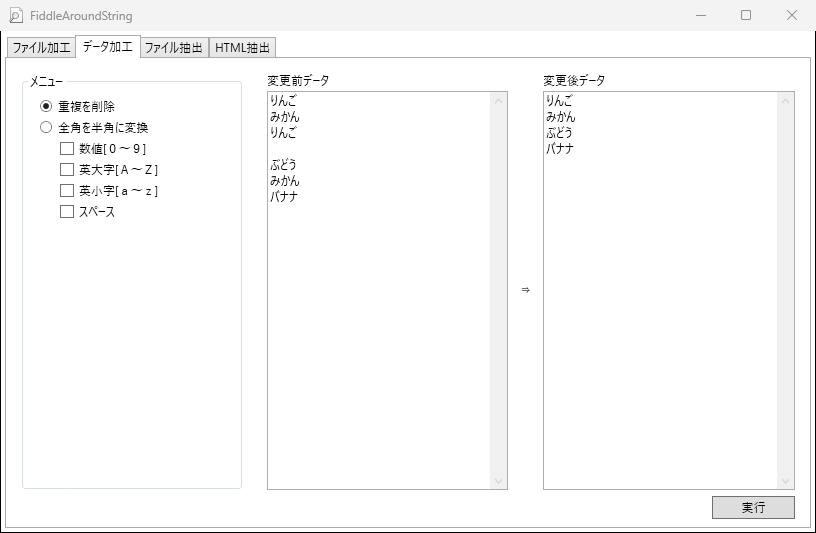 FiddleAroundString
ファイル加工 データ加工 ファイル抽出 HTML抽出
メニュー
重複を削除
全角を半角に変換
数値[０～９]
英大字[Ａ～Ｚ]
英小字[ａ～ｚ]
スペース
変更前データ
りんご
みかん
りんご
ぶどう
みかん
バナナ
⇒
変更後データ
りんご
みかん
ぶどう
バナナ
実行